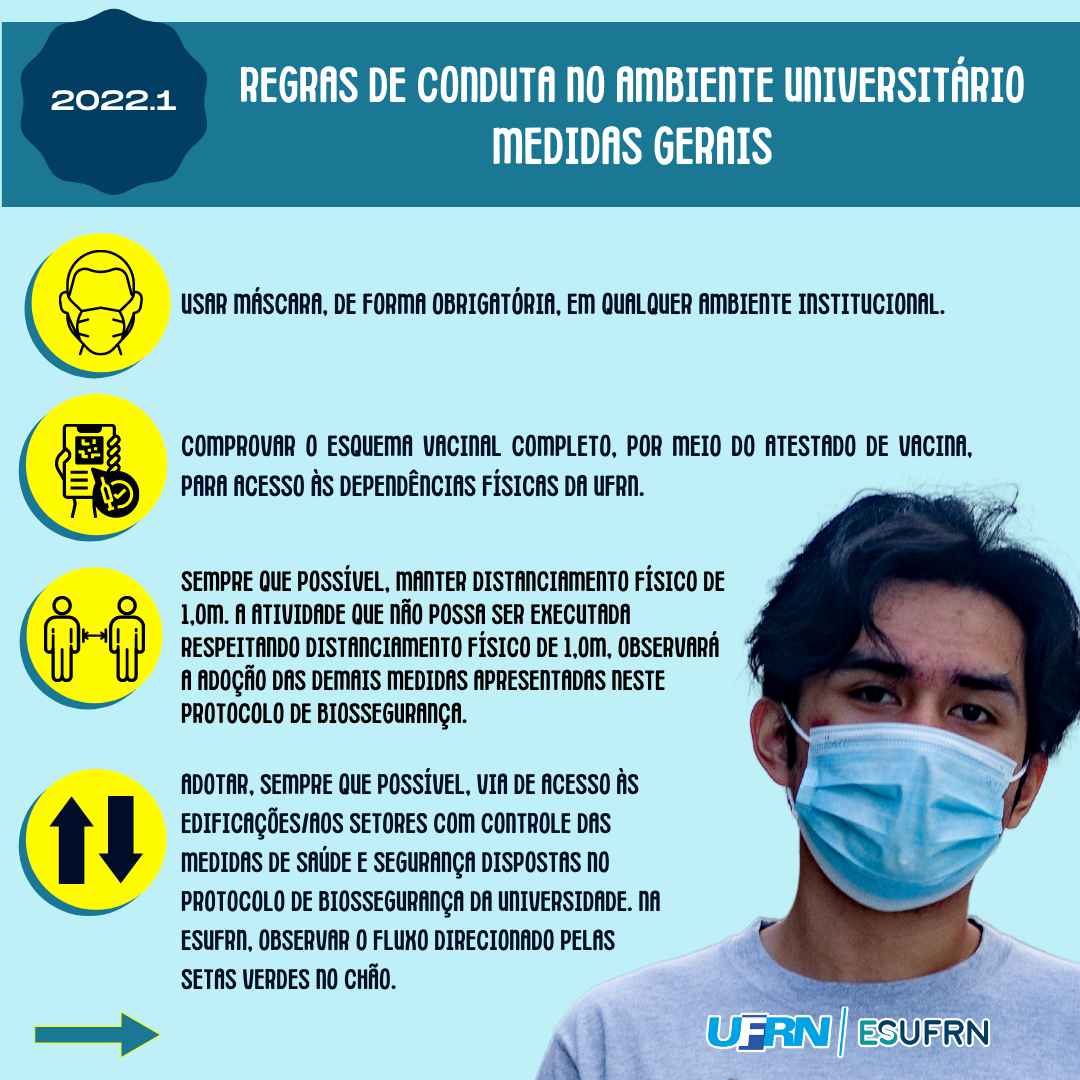 2022.1
REGRAS DE CONDUTA NO AMBIENTE UNIVERSITÁRIO
MEDIDAS GERAIS
USAR MÁSCARA, DE FORMA OBRIGATÓRIA, EM QUALQUER AMBIENTE INSTITUCIONAL.
COMPROVAR O ESQUEMA VACINAL COMPLETO, POR MEIO DO ATESTADO DE VACINA,
PARA ACESSO ÀS DEPENDÊNCIAS FÍSICAS DA UFRN.
SEMPRE QUE POSSÍVEL, MANTER DISTANCIAMENTO FÍSICO DE
1,0M. A ATIVIDADE QUE NÃO POSSA SER EXECUTADA
RESPEITANDO DISTANCIAMENTO FÍSICO DE 1,0M, OBSERVARÁ
A ADOÇÃO DAS DEMAIS MEDIDAS APRESENTADAS NESTE
PROTOCOLO DE BIOSSEGURANÇA.
ADOTAR, SEMPRE QUE POSSÍVEL, VIA DE ACESSO ÀS
EDIFICAÇÕES/AOS SETORES COM CONTROLE DAS
MEDIDAS DE SAÚDE E SEGURANÇA DISPOSTAS NO
PROTOCOLO DE BIOSSEGURANÇA DA UNIVERSIDADE. NA
ESUFRN, OBSERVAR O FLUXO DIRECIONADO PELAS
SETAS VERDES NO CHÃO.
UFRN ESUFRN